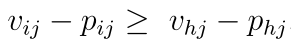 v_{ij} − p_{ij} ≥ v_{hj} − p_{hj}